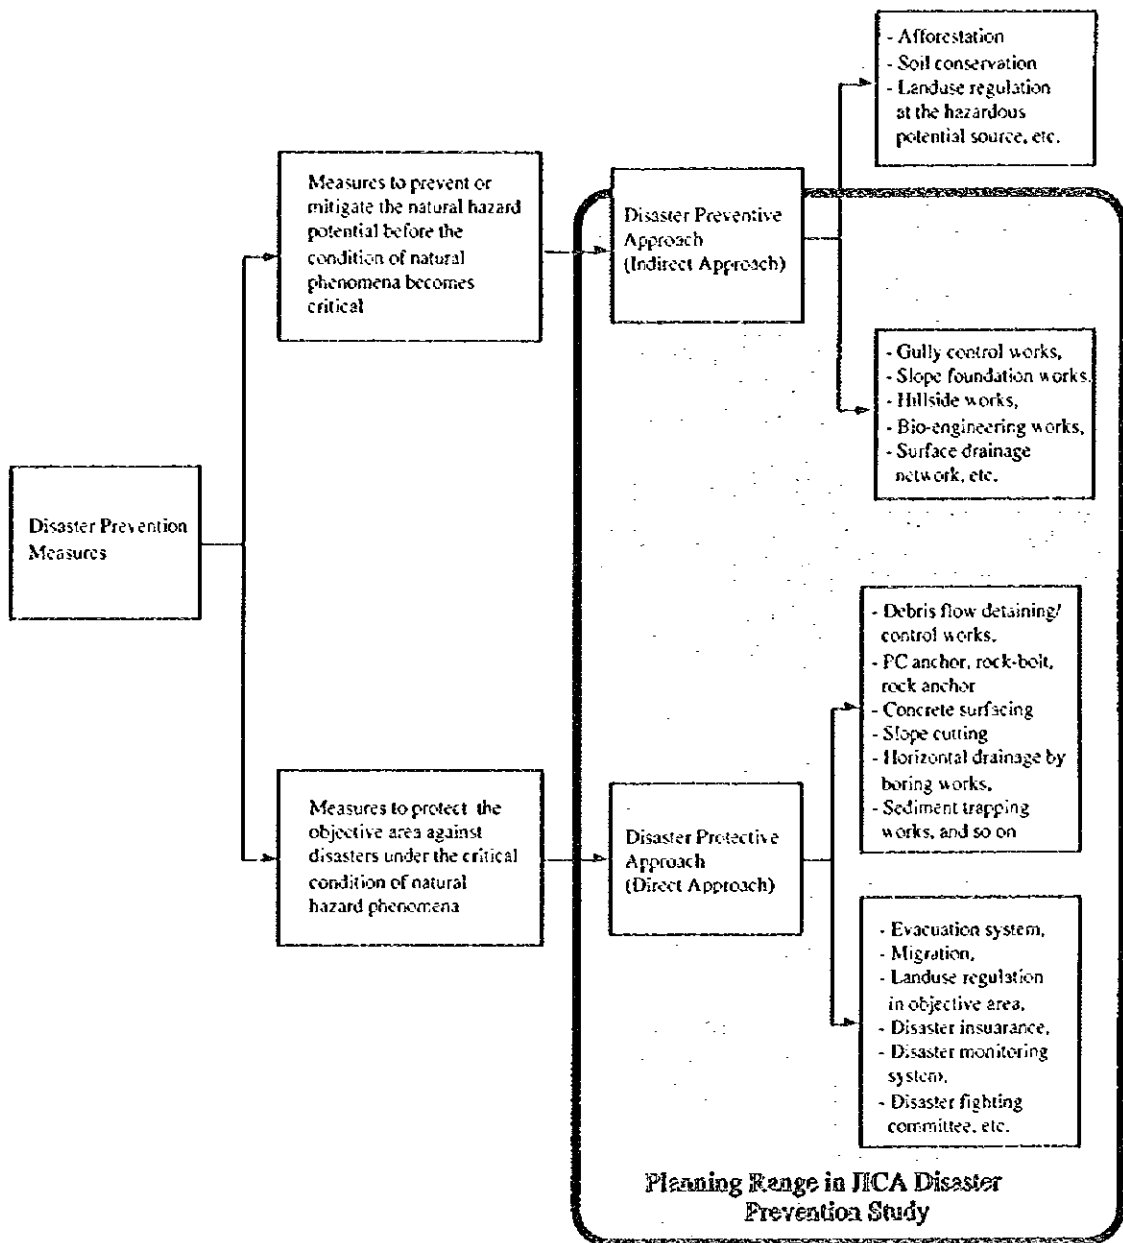 - Afforestation
- Soil conservation
- Landuse regulation
at the hazardous
potential source, etc.
Measures to prevent or
mitigate the natural hazard
potential before the
condition of natural
phenomena becomes
critical
Disaster Preventive
Approach
(Indirect Approach)
- Gully control works,
- Slope foundation works,
- Hillside works,
- Bio-engineering works,
- Surface drainage
network, etc.
Disaster Prevention
Measures
- Debris flow detaining/
control works,
- PC anchor, rock-bolt,
rock anchor
- Concrete surfacing
- Slope cutting
- Horizontal drainage by
boring works,
- Sediment trapping
works, and so on
Measures to protect the
objective area against
disasters under the critical
condition of natural
hazard phenomena
Disaster Protective
Approach
(Direct Approach)
- Evacuation system,
- Migration,
- Landuse regulation
in objective area,
- Disaster insuarance,
- Disaster monitoring
system,
- Disaster fighting
committee, etc.
Planning Range in JICA Disaster
Prevention Study